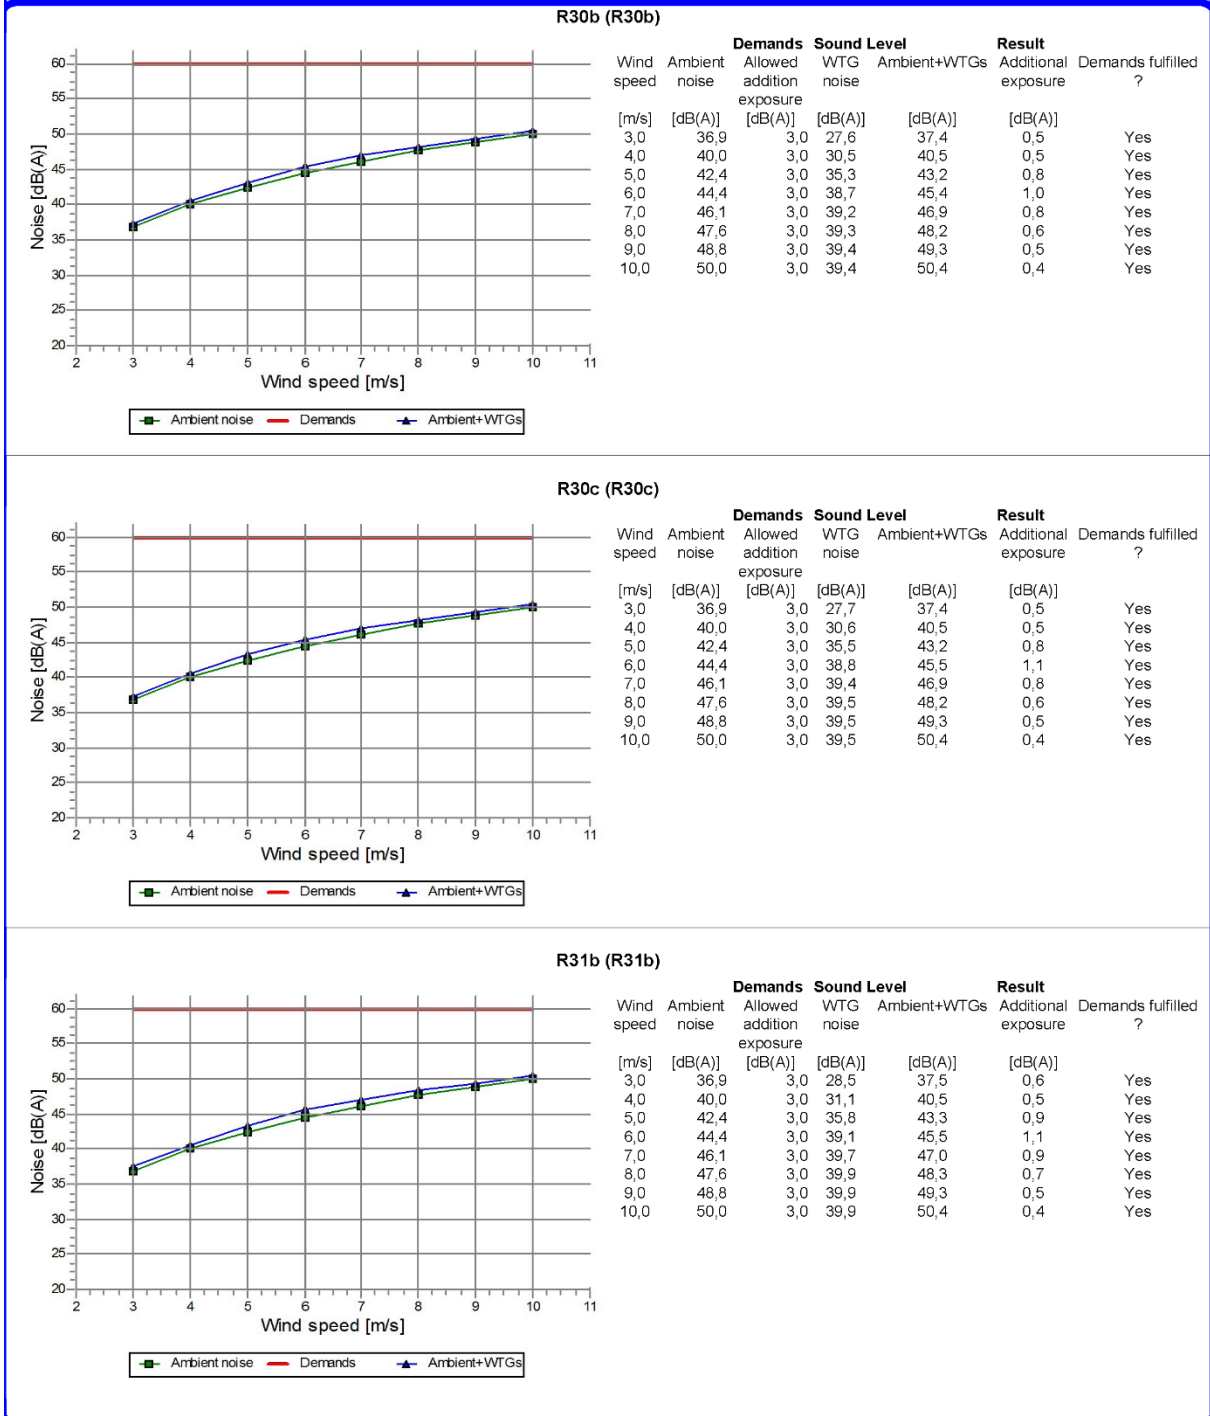 R30b (R30b)
Noise [dB(A)]
60
55
50
45
40
35
30
25
20
2 3 4 5 6 7 8 9 10 11
Wind speed [m/s]
Ambient noise Demands Ambient+WTGs
Demands Sound Level Result
Wind Ambient Allowed WTG Ambient+WTGs Additional Demands fulfilled
speed noise addition noise exposure ?
exposure
[m/s] [dB(A)] [dB(A)] [dB(A)] [dB(A)] [dB(A)]
3,0 36,9 3,0 27,6 37,4 0,5 Yes
4,0 40,0 3,0 30,5 40,5 0,5 Yes
5,0 42,4 3,0 35,3 43,2 0,8 Yes
6,0 44,4 3,0 38,7 45,4 1,0 Yes
7,0 46,1 3,0 39,2 46,9 0,8 Yes
8,0 47,6 3,0 39,3 48,2 0,6 Yes
9,0 48,8 3,0 39,4 49,3 0,5 Yes
10,0 50,0 3,0 39,4 50,4 0,4 Yes
R30c (R30c)
Noise [dB(A)]
60
55
50
45
40
35
30
25
20
2 3 4 5 6 7 8 9 10 11
Wind speed [m/s]
Ambient noise Demands Ambient+WTGs
Demands Sound Level Result
Wind Ambient Allowed WTG Ambient+WTGs Additional Demands fulfilled
speed noise addition noise exposure ?
exposure
[m/s] [dB(A)] [dB(A)] [dB(A)] [dB(A)] [dB(A)]
3,0 36,9 3,0 27,7 37,4 0,5 Yes
4,0 40,0 3,0 30,6 40,5 0,5 Yes
5,0 42,4 3,0 35,5 43,2 0,8 Yes
6,0 44,4 3,0 38,8 45,5 1,1 Yes
7,0 46,1 3,0 39,4 46,9 0,8 Yes
8,0 47,6 3,0 39,5 48,2 0,6 Yes
9,0 48,8 3,0 39,5 49,3 0,5 Yes
10,0 50,0 3,0 39,5 50,4 0,4 Yes
R31b (R31b)
Noise [dB(A)]
60
55
50
45
40
35
30
25
20
2 3 4 5 6 7 8 9 10 11
Wind speed [m/s]
Ambient noise Demands Ambient+WTGs
Demands Sound Level Result
Wind Ambient Allowed WTG Ambient+WTGs Additional Demands fulfilled
speed noise addition noise exposure ?
exposure
[m/s] [dB(A)] [dB(A)] [dB(A)] [dB(A)] [dB(A)]
3,0 36,9 3,0 28,5 37,5 0,6 Yes
4,0 40,0 3,0 31,1 40,5 0,5 Yes
5,0 42,4 3,0 35,8 43,3 0,9 Yes
6,0 44,4 3,0 39,1 45,5 1,1 Yes
7,0 46,1 3,0 39,7 47,0 0,9 Yes
8,0 47,6 3,0 39,9 48,3 0,7 Yes
9,0 48,8 3,0 39,9 49,3 0,5 Yes
10,0 50,0 3,0 39,9 50,4 0,4 Yes